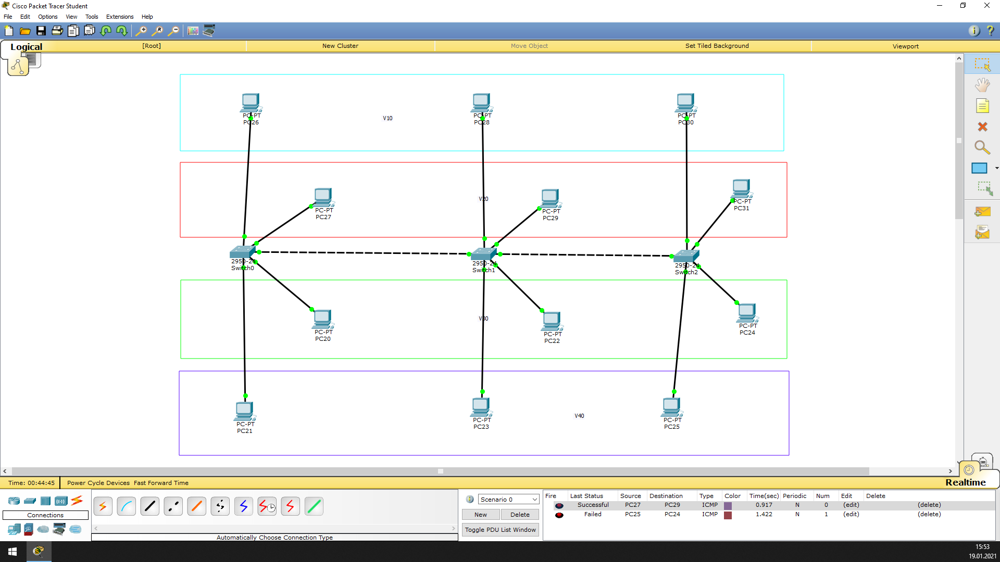 Cisco Packet Tracer Student
File Edit Options View Tools Extensions Help
Logical [Root] New Cluster Move Object Set Tiled Background Viewport
PC-PT
PC26
V10
PC-PT
PC28
PC-PT
PC30
PC-PT
PC27
V20
PC-PT
PC29
PC-PT
PC31
2950-24
Switch0
2950-24
Switch1
2950-24
Switch2
PC-PT
PC20
V30
PC-PT
PC22
PC-PT
PC24
PC-PT
PC21
PC-PT
PC23
V40
PC-PT
PC25
Time: 00:44:45 Power Cycle Devices Fast Forward Time Realtime
Connections
Automatically Choose Connection Type
Scenario 0
New Delete
Toggle PDU List Window
Fire Last Status Source Destination Type Color Time(sec) Periodic Num Edit Delete
Successful PC27 PC29 ICMP 0.917 N 0 (edit) (delete)
Failed PC25 PC24 ICMP 1.422 N 1 (edit) (delete)
15:53
19.01.2021